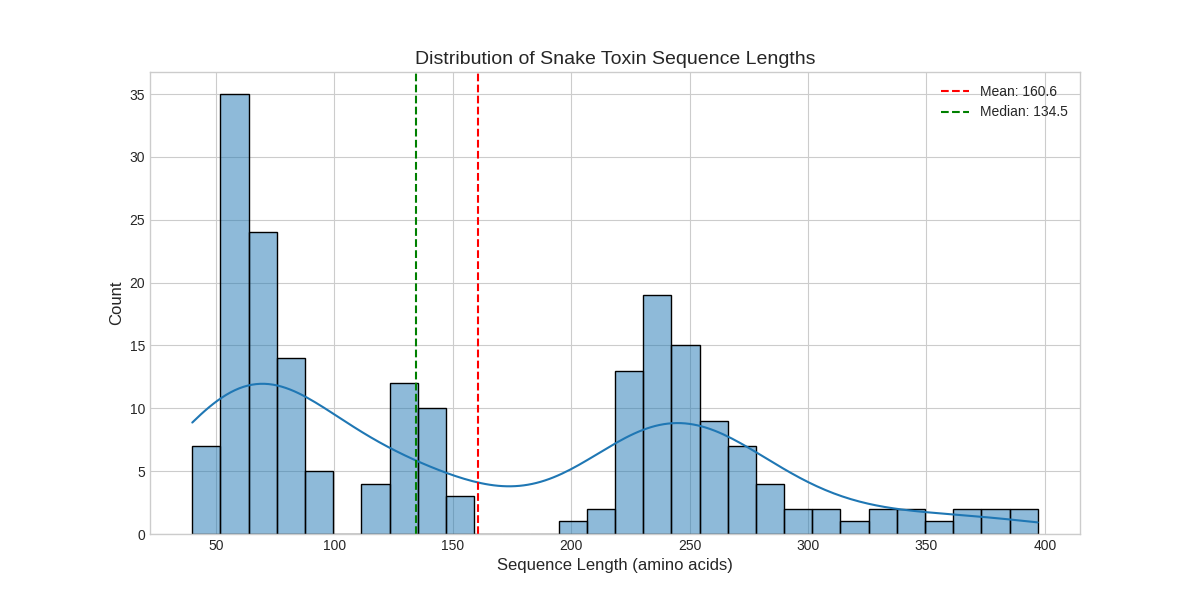 Distribution of Snake Toxin Sequence Lengths
Mean: 160.6
Median: 134.5
Count
35
30
25
20
15
10
5
0
50 100 150 200 250 300 350 400
Sequence Length (amino acids)